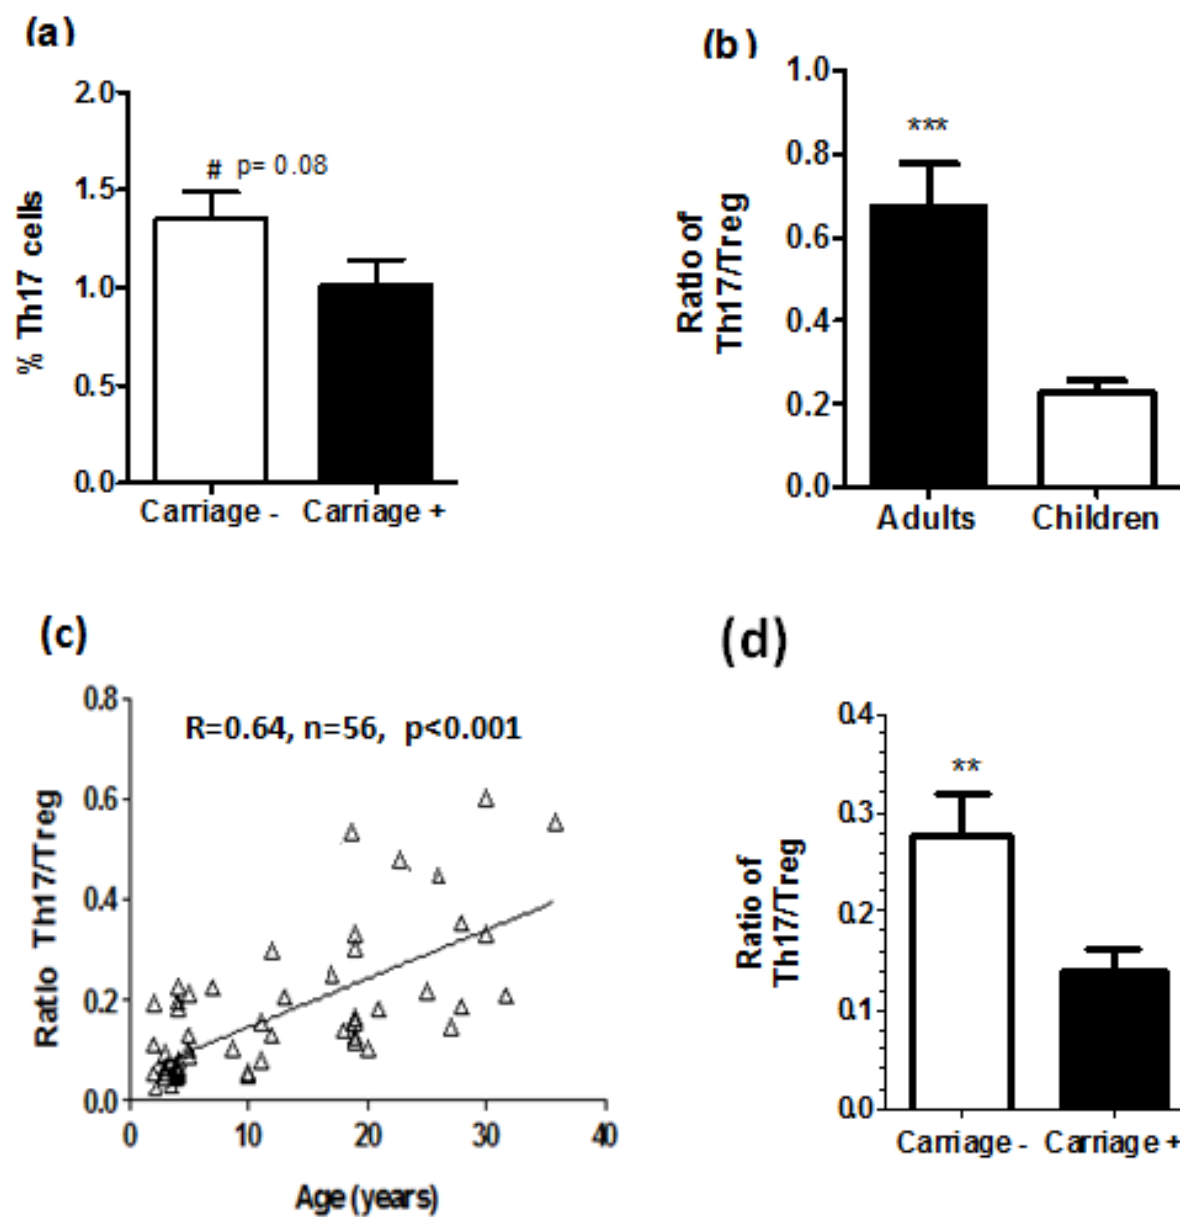 (a)
2.0
1.5
1.0
0.5
0.0
% Th17 cells
# p= 0.08
Carriage - Carriage +
(b)
1.0
0.8
0.6
0.4
0.2
0.0
Ratio of
Th17/Treg
***
Adults Children
(c)
0.8
0.6
0.4
0.2
0.0
Ratio Th17/Treg
R=0.64, n=56, p<0.001
0 10 20 30 40
Age (years)
(d)
0.4
0.3
0.2
0.1
0.0
Ratio of
Th17/Treg
**
Carriage - Carriage +